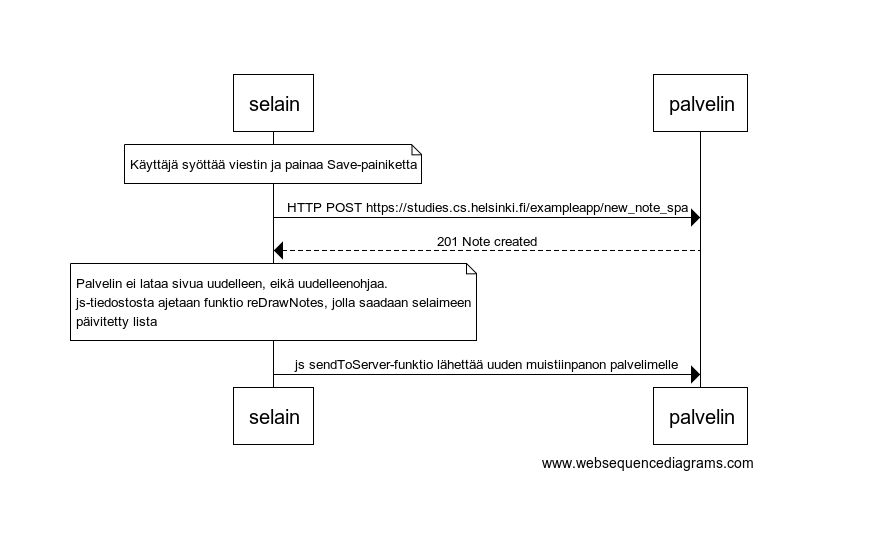 selain
palvelin
Käyttäjä syöttää viestin ja painaa Save-painiketta
HTTP POST https://studies.cs.helsinki.fi/exampleapp/new_note_spa
201 Note created
Palvelin ei lataa sivua uudelleen, eikä uudelleenohjaa.
js-tiedostosta ajetaan funktio reDrawNotes, jolla saadaan selaimeen
päivitetty lista
js sendToServer-funktio lähettää uuden muistiinpanon palvelimelle
selain
palvelin
www.websequencediagrams.com